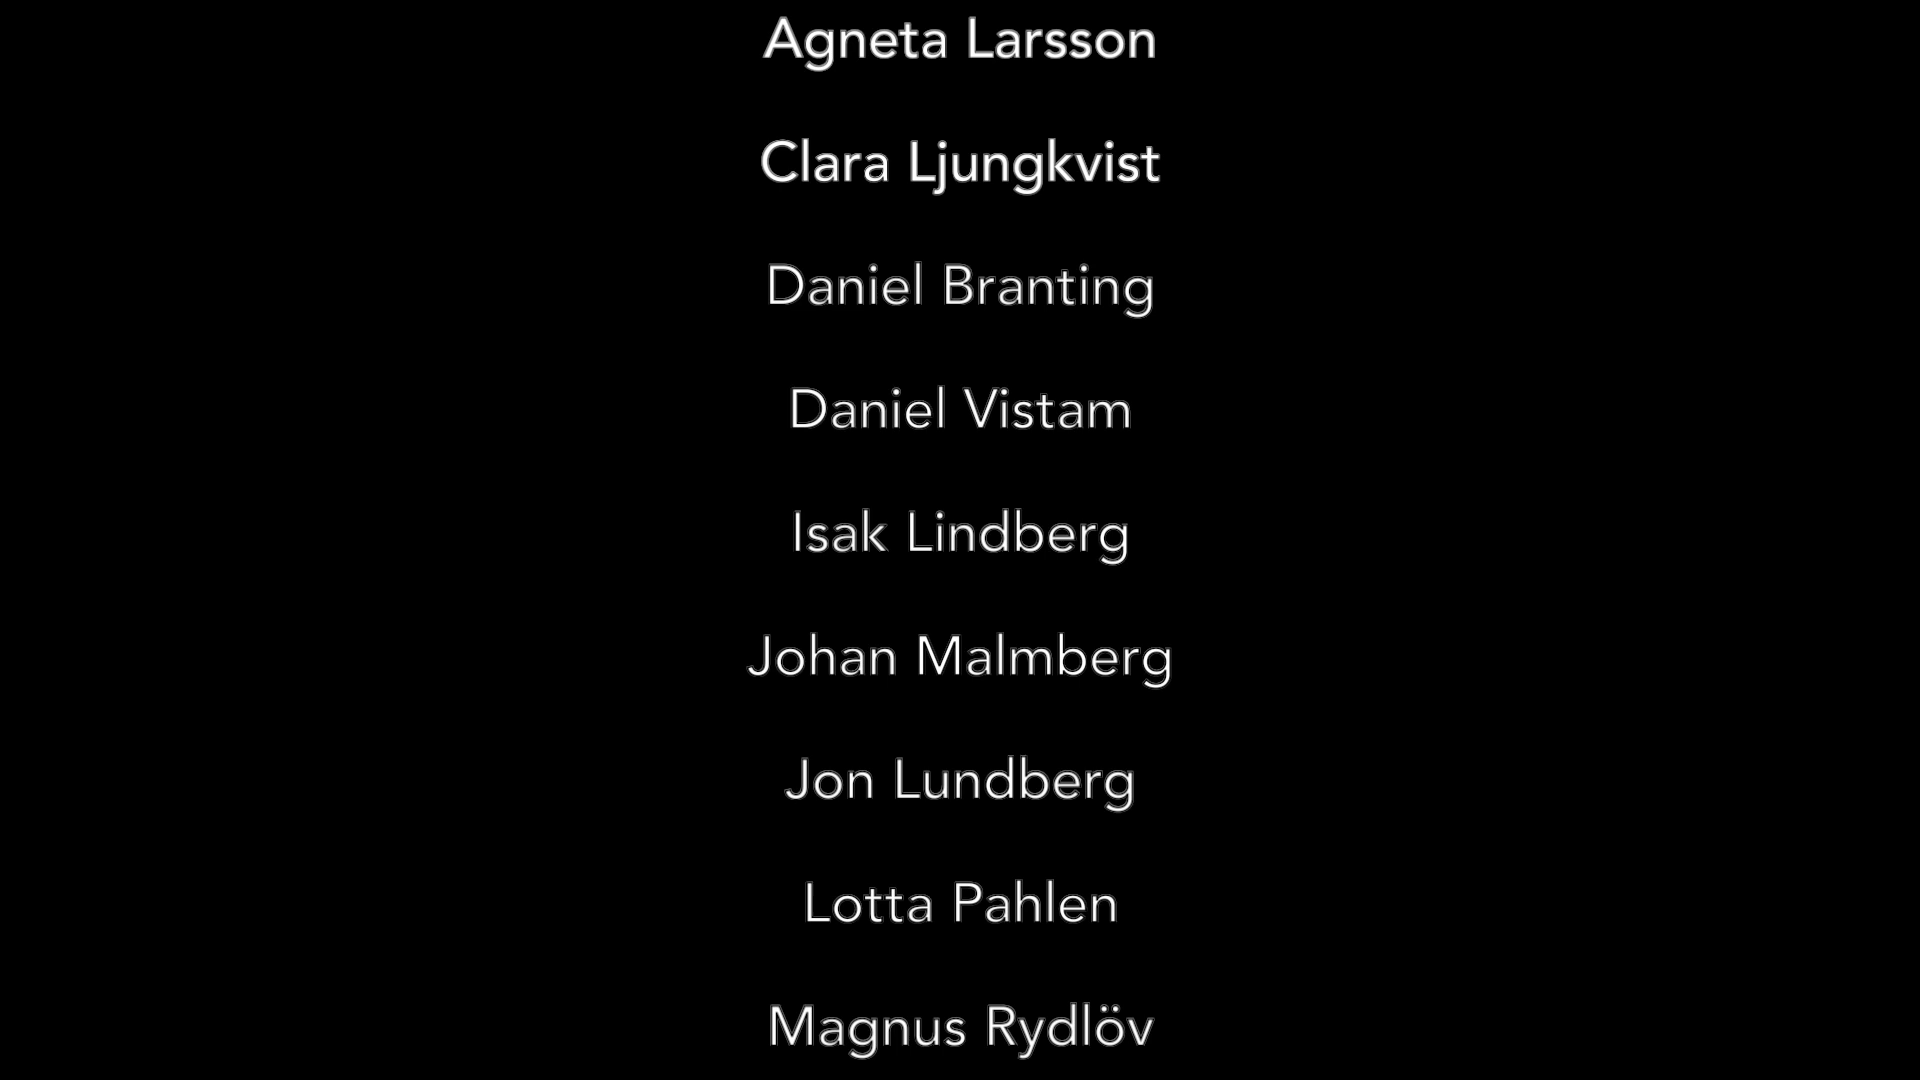 Agneta Larsson
Clara Ljungkvist
Daniel Branting
Daniel Vistam
Isak Lindberg
Johan Malmberg
Jon Lundberg
Lotta Pahlen
Magnus Rydlöv